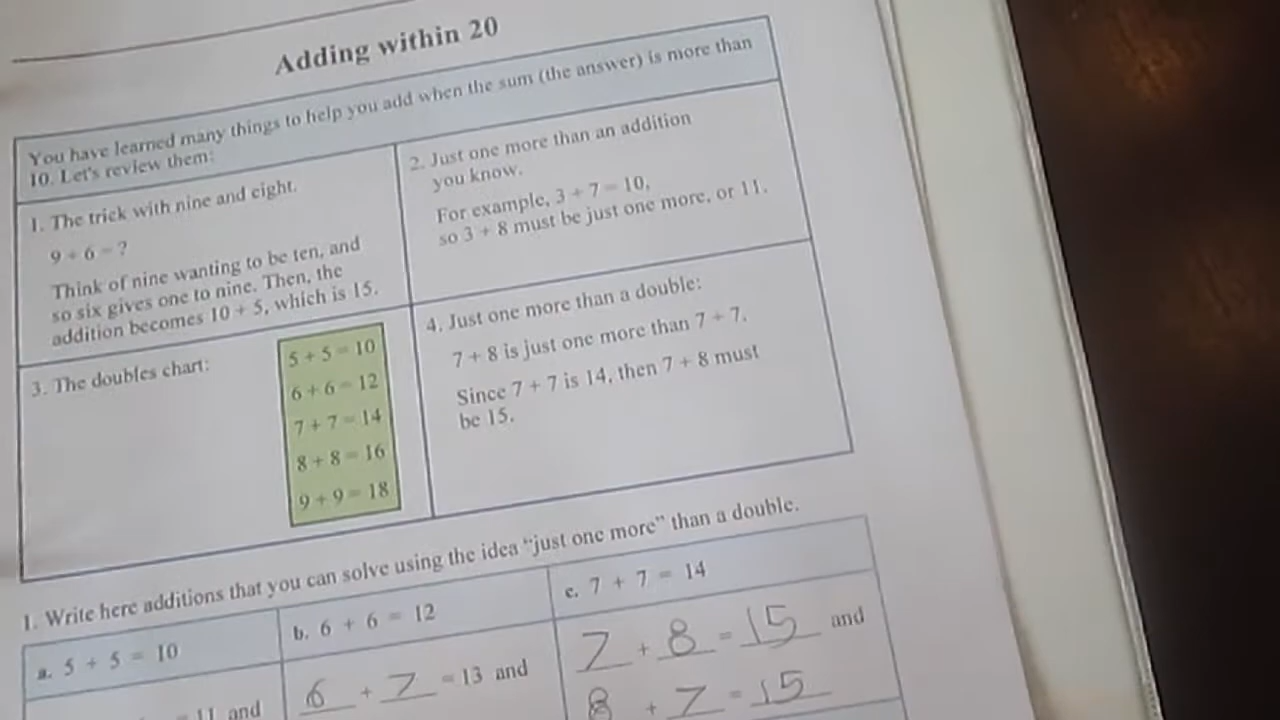 Adding within 20
You have learned many things to help you add when the sum (the answer) is more than
10. Let's review them:
1. The trick with nine and eight.
9 + 6 = ?
Think of nine wanting to be ten, and
so six gives one to nine. Then, the
addition becomes 10 + 5, which is 15.
2. Just one more than an addition
you know.
For example, 3 + 7 = 10,
so 3 + 8 must be just one more, or 11.
3. The doubles chart:
5 + 5 = 10
6 + 6 = 12
7 + 7 = 14
8 + 8 = 16
9 + 9 = 18
4. Just one more than a double:
7 + 8 is just one more than 7 + 7.
Since 7 + 7 is 14, then 7 + 8 must
be 15.
1. Write here additions that you can solve using the idea “just one more” than a double.
a. 5 + 5 = 10
= 11 and
b. 6 + 6 = 12
6 + 7 = 13 and
c. 7 + 7 = 14
7 + 8 = 15 and
8 + 7 = 15